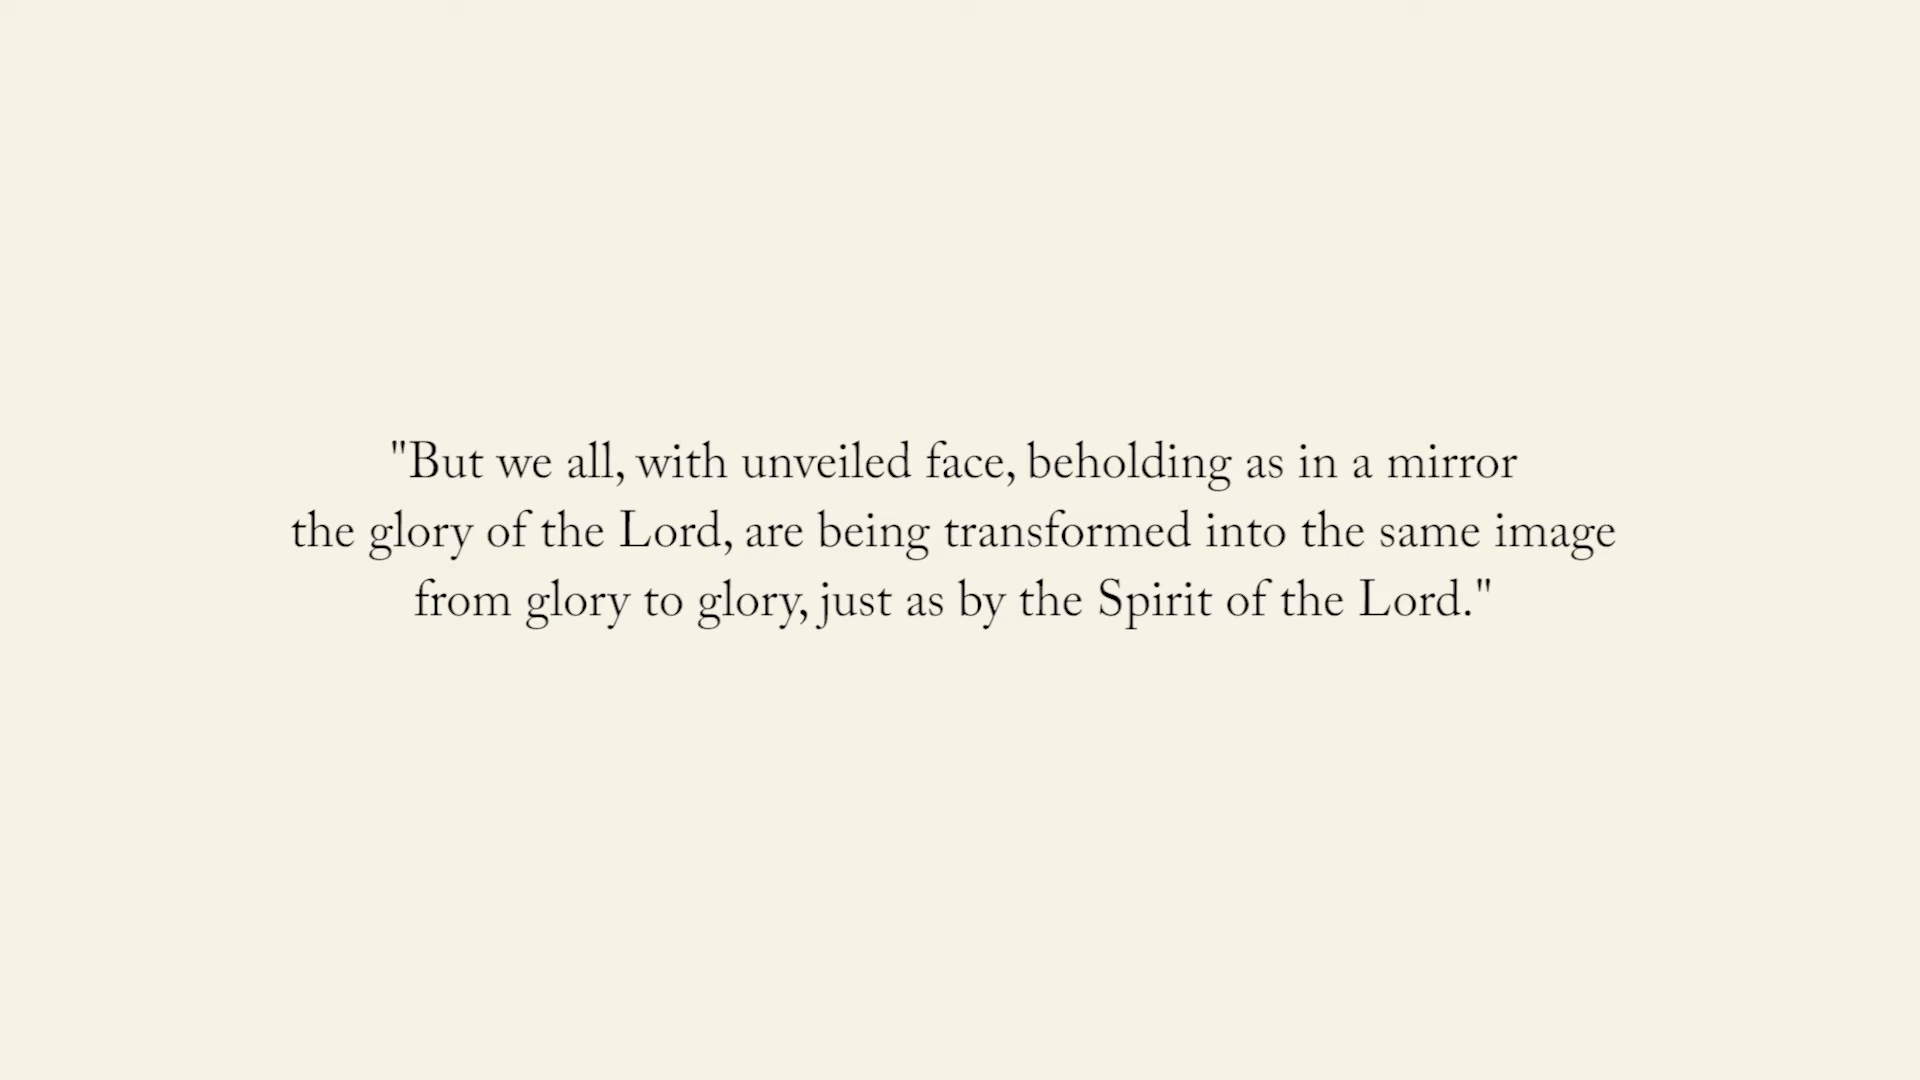 "But we all, with unveiled face, beholding as in a mirror
the glory of the Lord, are being transformed into the same image
from glory to glory, just as by the Spirit of the Lord."